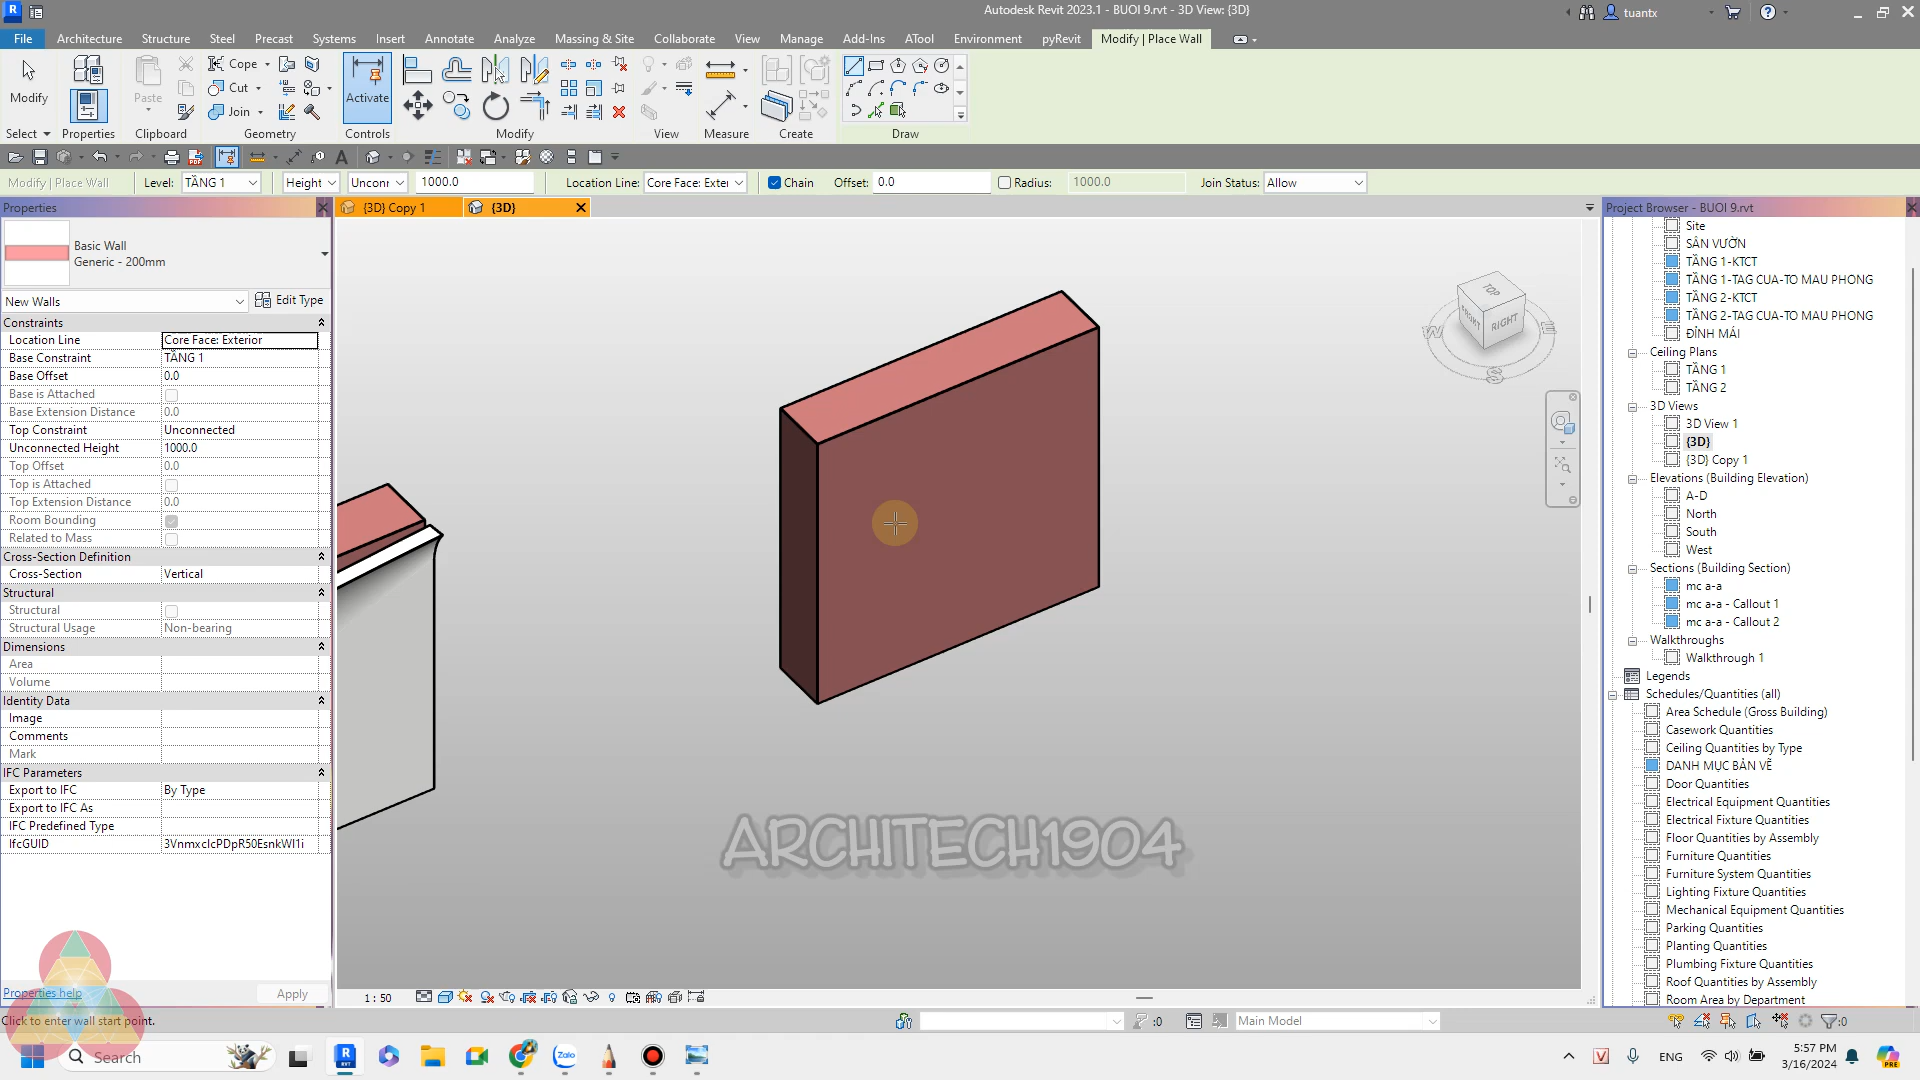 Autodesk Revit 2023.1 - BUOI 9.rvt - 3D View: {3D}
tuantx
File Architecture Structure Steel Precast Systems Insert Annotate Analyze Massing & Site Collaborate View Manage Add-Ins ATool Environment pyRevit Modify | Place Wall
Cope
Cut
Join
Modify
Paste
Activate
Select Properties Clipboard Geometry Controls Modify View Measure Create Draw
Modify | Place Wall Level: TẦNG 1 Height Unconr 1000.0 Location Line: Core Face: Exter Chain Offset: 0.0 Radius: 1000.0 Join Status: Allow
Properties
{3D} Copy 1
{3D}
Project Browser - BUOI 9.rvt
Basic Wall
Generic - 200mm
New Walls
Edit Type
Constraints
Location Line Core Face: Exterior
Base Constraint TẦNG 1
Base Offset 0.0
Base is Attached
Base Extension Distance 0.0
Top Constraint Unconnected
Unconnected Height 1000.0
Top Offset 0.0
Top is Attached
Top Extension Distance 0.0
Room Bounding
Related to Mass
Cross-Section Definition
Cross-Section Vertical
Structural
Structural
Structural Usage Non-bearing
Dimensions
Area
Volume
Identity Data
Image
Comments
Mark
IFC Parameters
Export to IFC By Type
Export to IFC As
IFC Predefined Type
Properties help
Apply
TOP
FRONT
RIGHT
W
E
S
ARCHITECH1904
Site
SÂN VƯỜN
TẦNG 1-KTCT
TẦNG 1-TAG CUA-TO MAU PHONG
TẦNG 2-KTCT
TẦNG 2-TAG CUA-TO MAU PHONG
ĐỈNH MÁI
Ceiling Plans
TẦNG 1
TẦNG 2
3D Views
3D View 1
{3D}
{3D} Copy 1
Elevations (Building Elevation)
A-D
North
South
West
Sections (Building Section)
mc a-a
mc a-a - Callout 1
mc a-a - Callout 2
Walkthroughs
Walkthrough 1
Legends
Schedules/Quantities (all)
Area Schedule (Gross Building)
Casework Quantities
Ceiling Quantities by Type
DANH MỤC BẢN VẼ
Door Quantities
Electrical Equipment Quantities
Electrical Fixture Quantities
Floor Quantities by Assembly
Furniture Quantities
Furniture System Quantities
Lighting Fixture Quantities
Mechanical Equipment Quantities
Parking Quantities
Planting Quantities
Plumbing Fixture Quantities
Roof Quantities by Assembly
Room Area by Department
1 : 50
Click to enter wall start point.
:0
Main Model
:0
Search
Zalo
ENG
5:57 PM
3/16/2024